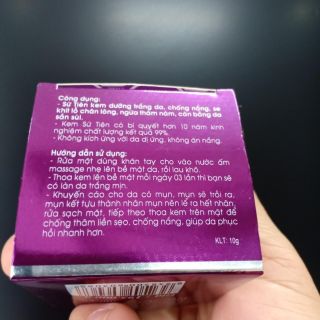 Công dụng:
- Sứ Tiên kem dưỡng trắng da, chống nắng, se
khít lỗ chân lông, ngừa thâm nám, cân bằng da
sần sùi.
- Kem Sứ Tiên có bí quyết hơn 10 năm kinh
nghiệm chất lượng kết quả 99%.
- Không kích ứng với da dị ứng, không ăn nắng.
Hướng dẫn sử dụng:
- Rửa mặt dùng khăn tay cho vào nước ấm
massage nhẹ lên bề mặt da, rồi lau khô.
- Thoa kem lên bề mặt mỗi ngày 03 lần thì bạn sẽ
có làn da trắng mịn.
- Khuyến cáo cho da có mụn, mụn sẽ trồi ra,
mụn kết tựu thành nhân mụn nên lể ra hết nhân
rửa sạch mặt, tiếp theo thoa kem trên mặt để
chống thâm liền sẹo, chống nắng, giúp da phục
hồi nhanh hơn.
KLT: 10g